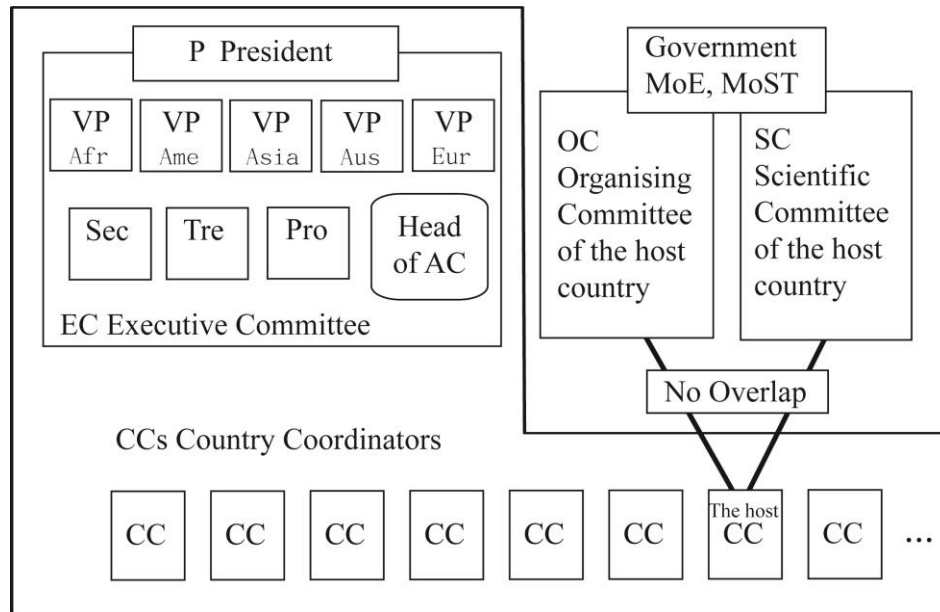 P President
VP VP VP VP VP
Afr Ame Asia Aus Eur
Sec Tre Pro
Head
of AC
EC Executive Committee
Government
MoE, MoST
OC
Organising
Committee
of the host
country
SC
Scientific
Committee
of the host
country
No Overlap
CCs Country Coordinators
The host
CC CC CC CC CC CC CC CC ...